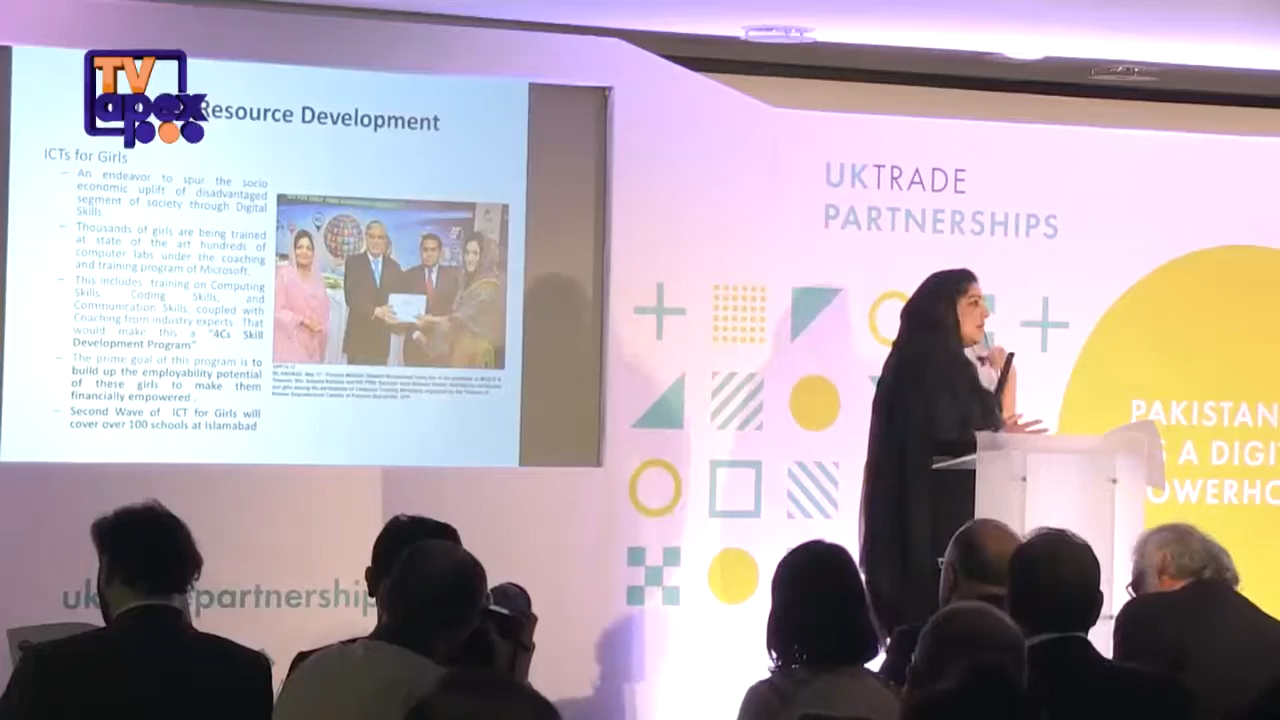 TV
apex
Resource Development
ICTs for Girls
– An endeavor to spur the socio
economic uplift of disadvantaged
segment of society through Digital
Skills
– Thousands of girls are being trained
at state of the art hundreds of
computer labs under the coaching
and training program of Microsoft.
– This includes training on Computing
Skills, Coding Skills, and
Communication Skills, coupled with
Coaching from industry experts. That
would make this a "4Cs Skill
Development Program"
– The prime goal of this program is to
build up the employability potential
of these girls to make them
financially empowered .
– Second Wave of ICT for Girls will
cover over 100 schools at Islamabad
UKTRADE
PARTNERSHIPS
PAKISTAN
A DIGI
OWERHO
uk
partnership